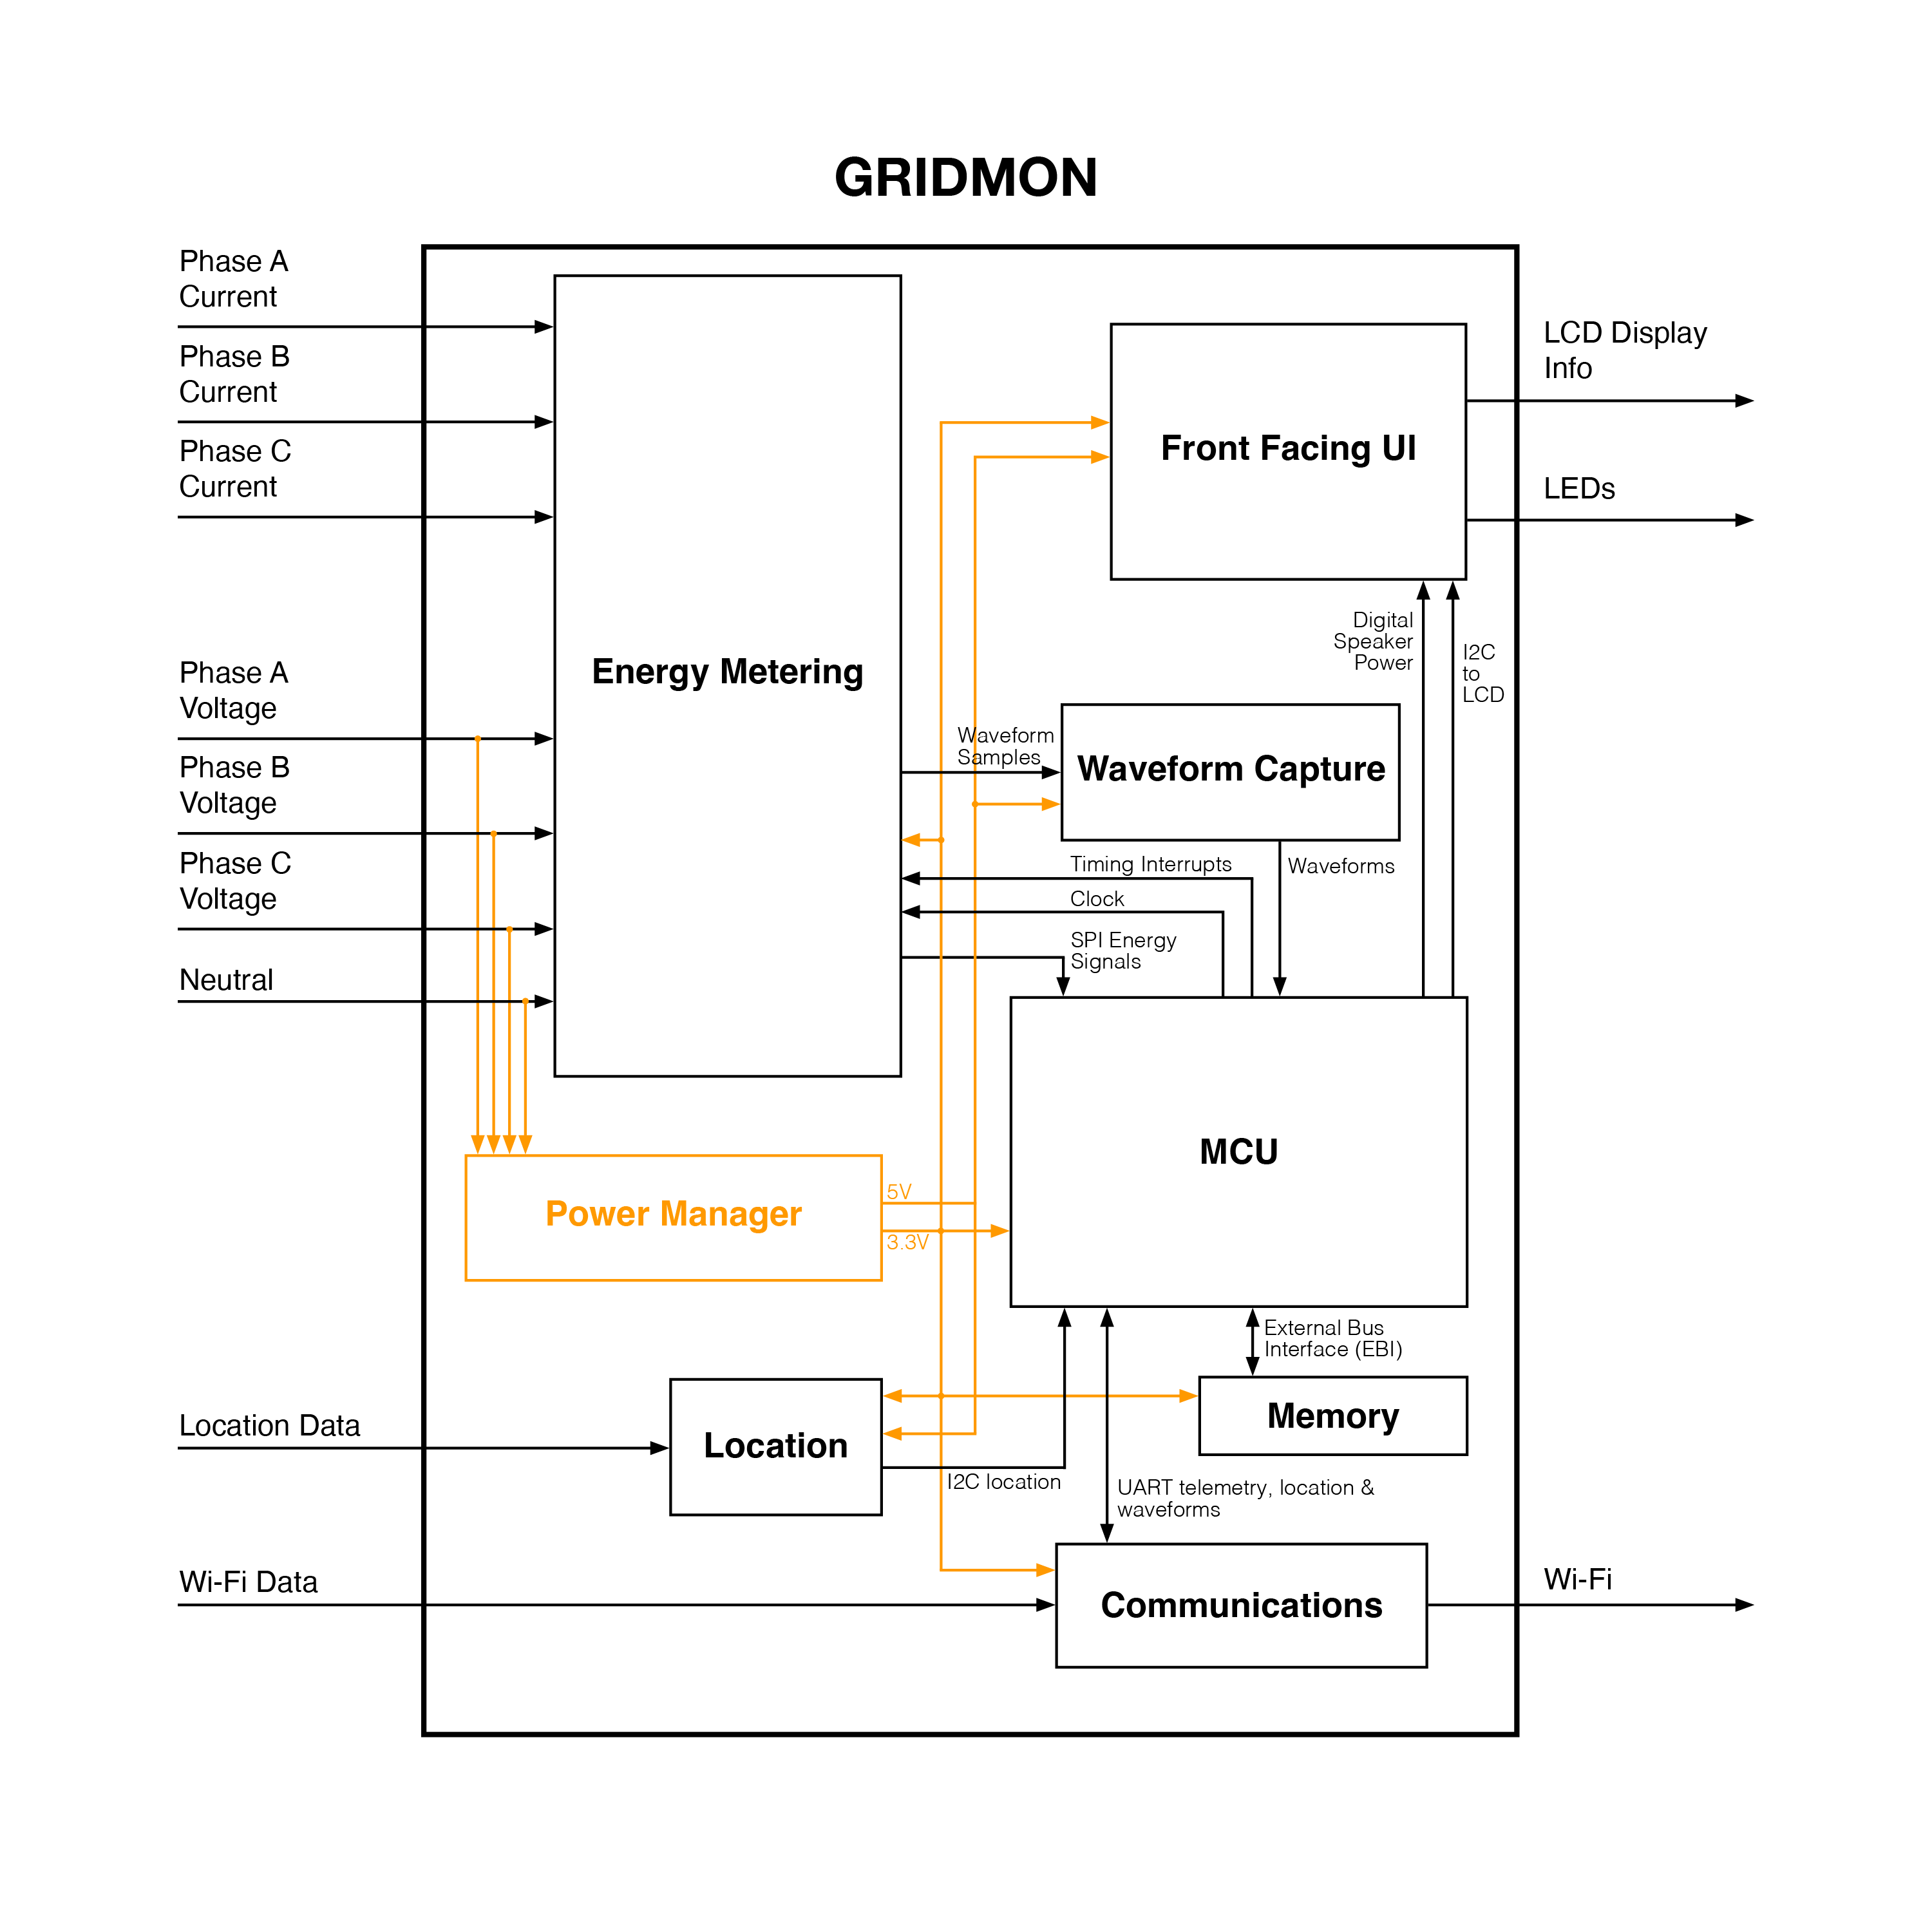 GRIDMON
Phase A
Current
Phase B
Current
Phase C
Current
Phase A
Voltage
Phase B
Voltage
Phase C
Voltage
Neutral
Location Data
Wi-Fi Data
Energy Metering
Power Manager
5V
3.3V
Location
I2C location
Front Facing UI
Digital
Speaker
Power
I2C
to
LCD
Waveform
Samples
Waveform Capture
Timing Interrupts
Waveforms
Clock
SPI Energy
Signals
MCU
External Bus
Interface (EBI)
Memory
UART telemetry, location &
waveforms
Communications
LCD Display
Info
LEDs
Wi-Fi